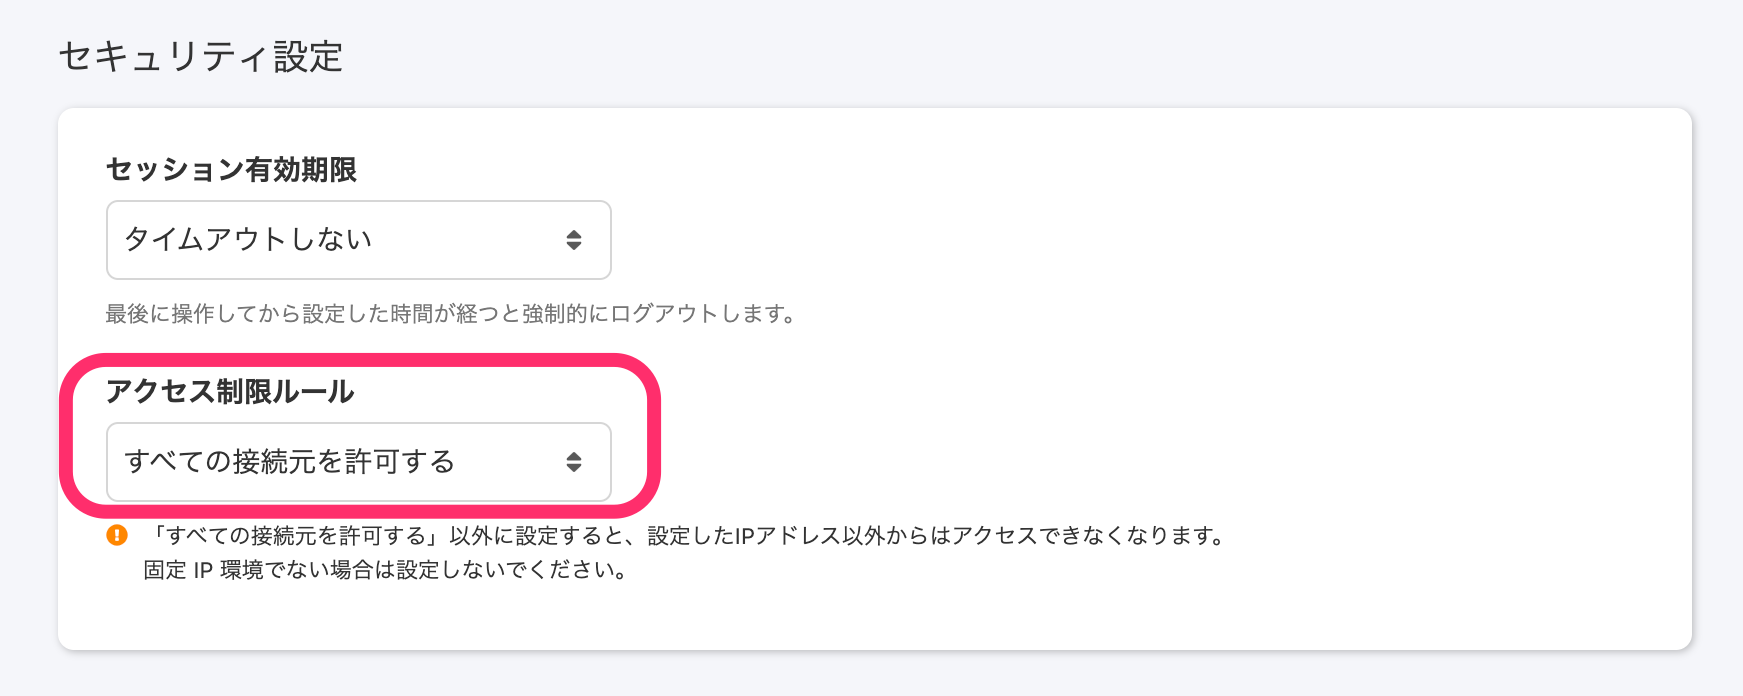 セキュリティ設定
セッション有効期限
タイムアウトしない
最後に操作してから設定した時間が経つと強制的にログアウトします。
アクセス制限ルール
すべての接続元を許可する
「すべての接続元を許可する」以外に設定すると、設定したIPアドレス以外からはアクセスできなくなります。
固定 IP 環境でない場合は設定しないでください。